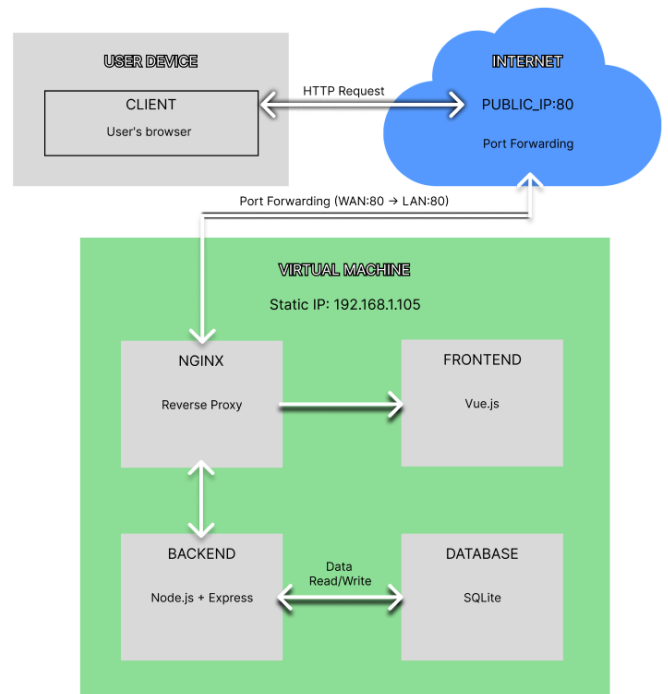 USER DEVICE
CLIENT
User's browser
HTTP Request
INTERNET
PUBLIC_IP:80
Port Forwarding
Port Forwarding (WAN:80 → LAN:80)
VIRTUAL MACHINE
Static IP: 192.168.1.105
NGINX
Reverse Proxy
FRONTEND
Vue.js
BACKEND
Node.js + Express
Data
Read/Write
DATABASE
SQLite